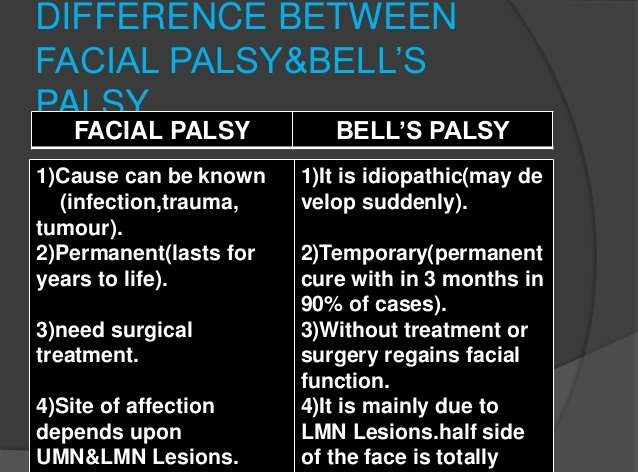 DIFFERENCE BETWEEN
FACIAL PALSY&BELL’S
PALSY
FACIAL PALSY
BELL’S PALSY
1)Cause can be known
(infection,trauma,
tumour).
2)Permanent(lasts for
years to life).
3)need surgical
treatment.
4)Site of affection
depends upon
UMN&LMN Lesions.
1)It is idiopathic(may de
velop suddenly).
2)Temporary(permanent
cure with in 3 months in
90% of cases).
3)Without treatment or
surgery regains facial
function.
4)It is mainly due to
LMN Lesions.half side
of the face is totally